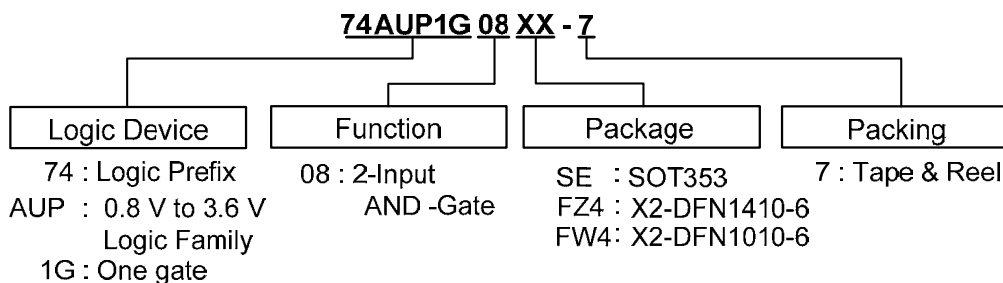 74AUP1G 08 XX - 7
Logic Device
74 : Logic Prefix
AUP : 0.8 V to 3.6 V
Logic Family
1G : One gate
Function
08 : 2-Input
AND -Gate
Package
SE : SOT353
FZ4 : X2-DFN1410-6
FW4 : X2-DFN1010-6
Packing
7 : Tape & Reel